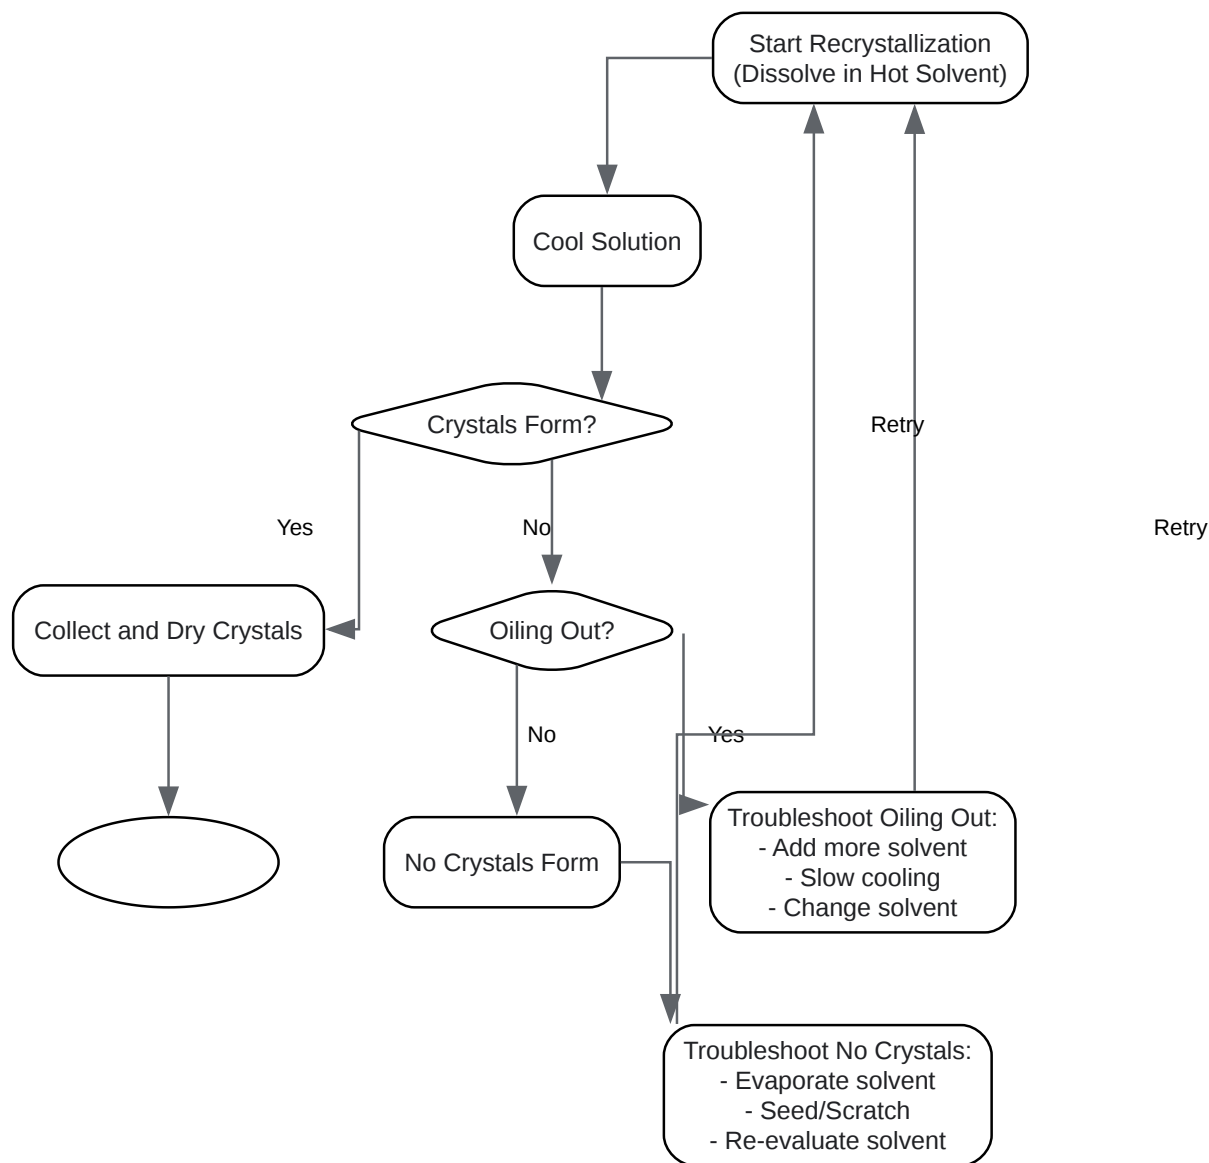 Start Recrystallization
(Dissolve in Hot Solvent)
Cool Solution
Crystals Form?
Retry
Yes
No
Retry
Collect and Dry Crystals
Oiling Out?
No
Yes
No Crystals Form
Troubleshoot Oiling Out:
- Add more solvent
- Slow cooling
- Change solvent
Troubleshoot No Crystals:
- Evaporate solvent
- Seed/Scratch
- Re-evaluate solvent